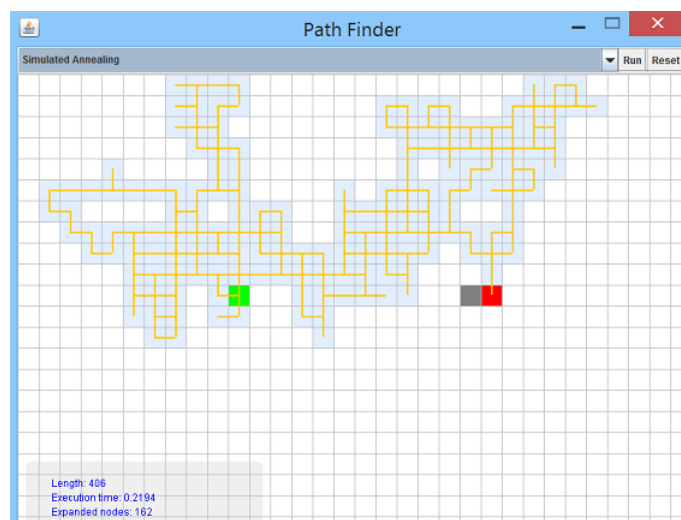 Path Finder
Simulated Annealing
Run
Reset
Length: 406
Execution time: 0.2194
Expanded nodes: 162